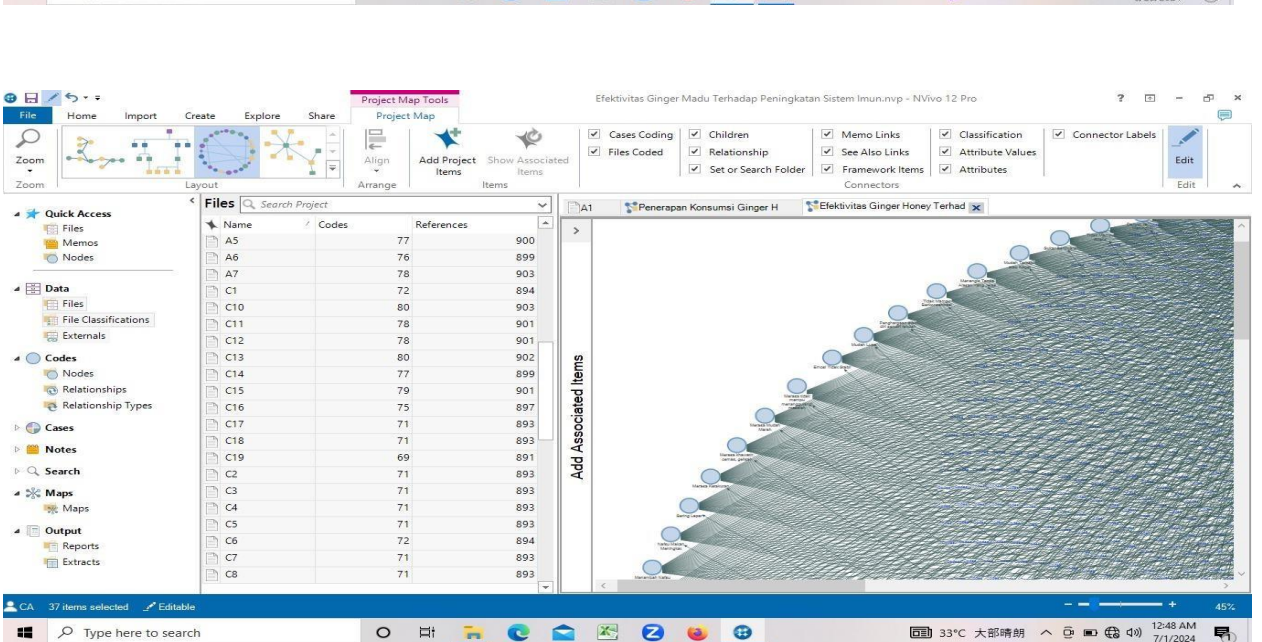 Project Map Tools
Efektivitas Ginger Madu Terhadap Peningkatan Sistem Imun.nvp - NVivo 12 Pro
File Home Import Create Explore Share Project Map
Zoom
Align
Add Project Items
Show Associated Items
Cases Coding
Files Coded
Children
Relationship
Set or Search Folder
Memo Links
See Also Links
Framework Items
Classification
Attribute Values
Attributes
Connector Labels
Edit
Zoom Layout Arrange Items Connectors Edit
Quick Access
Files
Memos
Nodes
Data
Files
File Classifications
Externals
Codes
Nodes
Relationships
Relationship Types
Cases
Notes
Search
Maps
Maps
Output
Reports
Extracts
Files Search Project
Name Codes References
A5 77 900
A6 76 899
A7 78 903
C1 72 894
C10 80 903
C11 78 901
C12 78 901
C13 80 902
C14 77 899
C15 79 901
C16 75 897
C17 71 893
C18 71 893
C19 69 891
C2 71 893
C3 71 893
C4 71 893
C5 71 893
C6 72 894
C7 71 893
C8 71 893
A1 Penerapan Konsumsi Ginger H Efektivitas Ginger Honey Terhad
Add Associated Items
CA 37 items selected Editable 45%
Type here to search
33°C 大部晴朗
12:48 AM